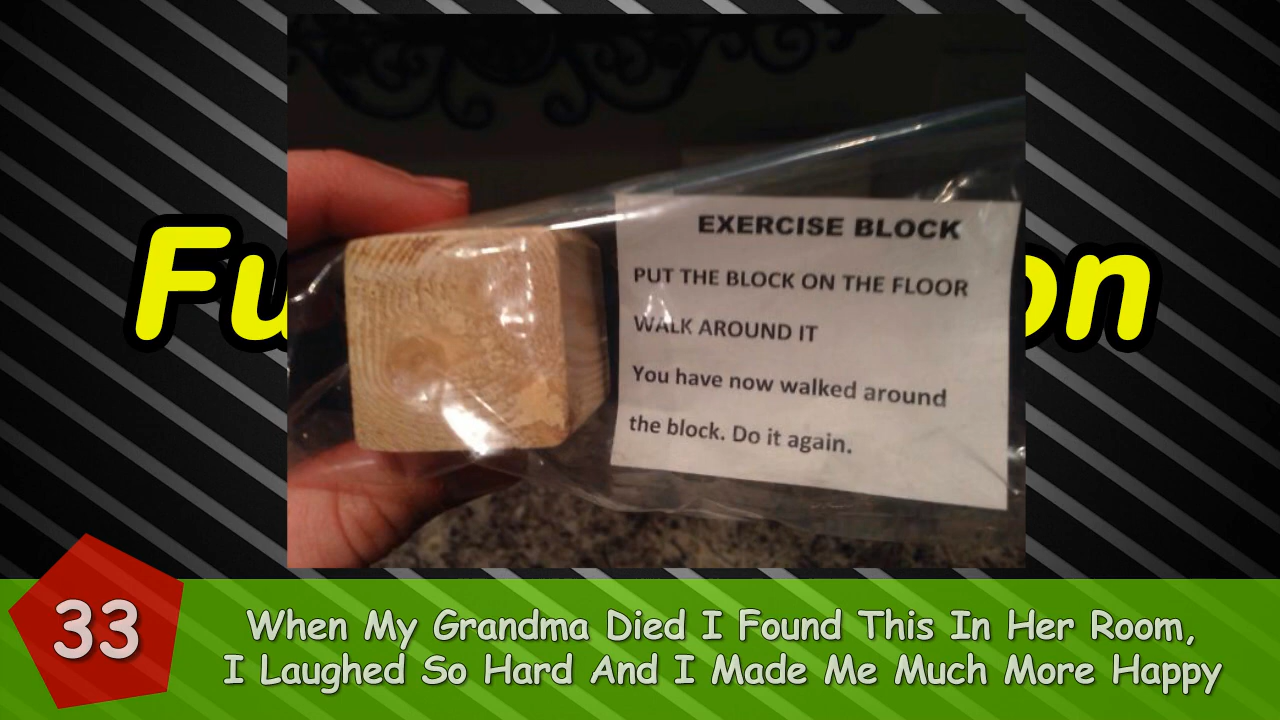 EXERCISE BLOCK
PUT THE BLOCK ON THE FLOOR
WALK AROUND IT
You have now walked around
the block. Do it again.
Fu
on
33
When My Grandma Died I Found This In Her Room,
I Laughed So Hard And I Made Me Much More Happy